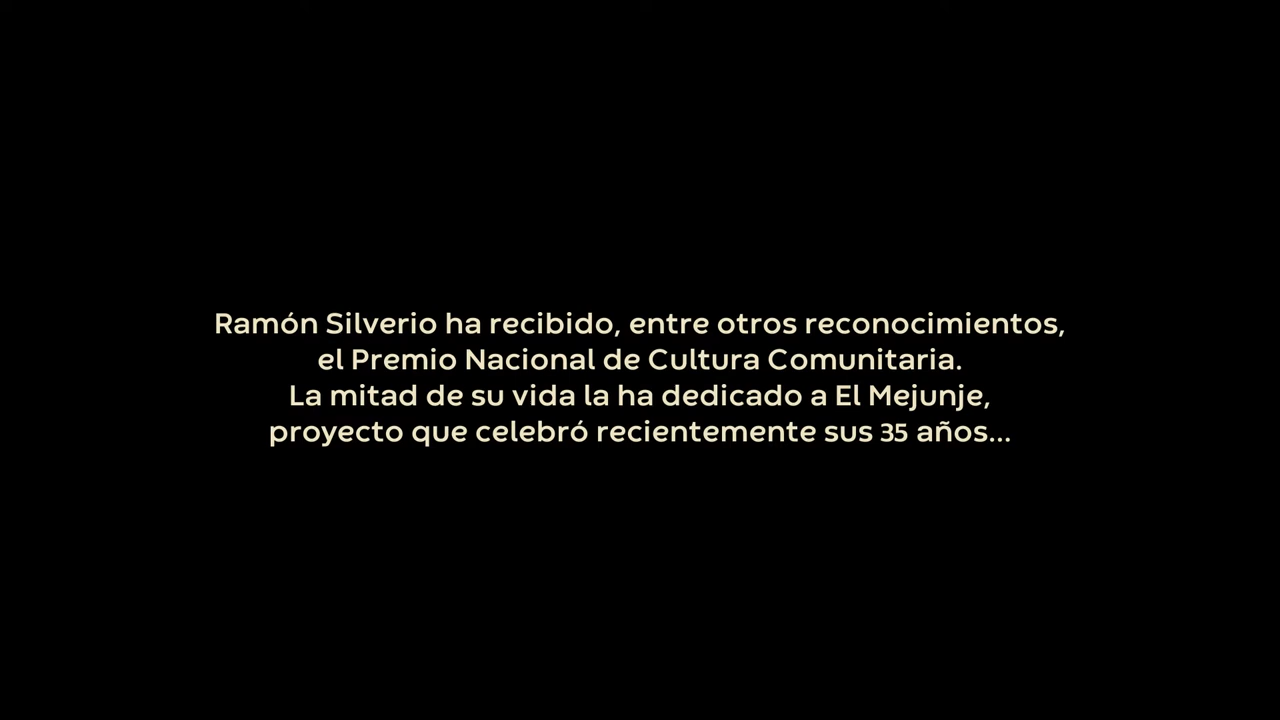 Ramón Silverio ha recibido, entre otros reconocimientos,
el Premio Nacional de Cultura Comunitaria.
La mitad de su vida la ha dedicado a El Mejunje,
proyecto que celebró recientemente sus 35 años...